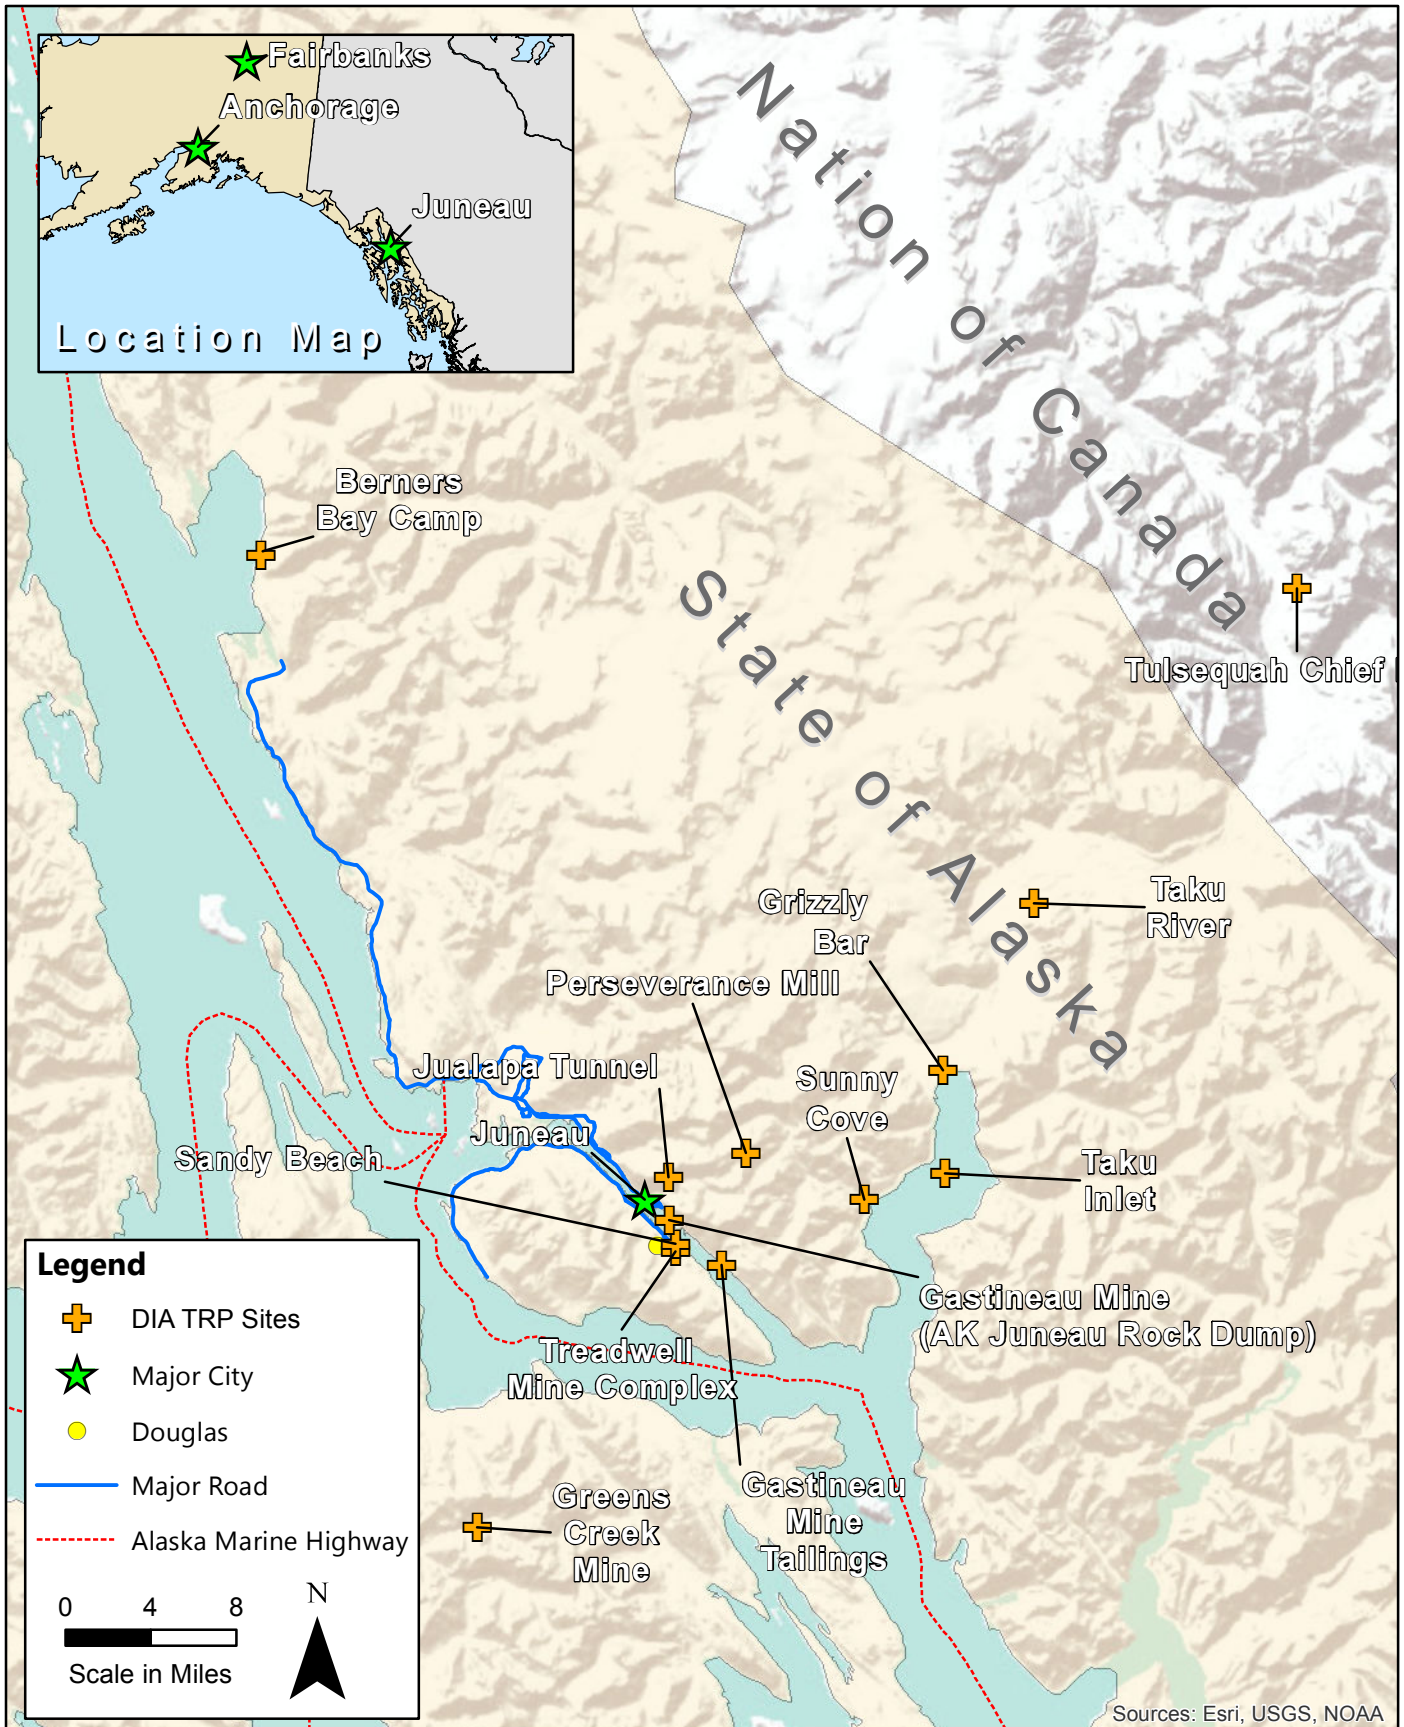 Fairbanks
Anchorage
Juneau
Location Map
Nation of Canada
Berners
Bay Camp
State of Alaska
Tulsequah Chief
Taku
River
Grizzly
Bar
Perseverance Mill
Jualapa Tunnel
Sunny
Cove
Juneau
Sandy Beach
Taku
Inlet
Gastineau Mine
(AK Juneau Rock Dump)
Treadwell
Mine Complex
Gastineau
Mine
Tailings
Greens
Creek
Mine
Legend
DIA TRP Sites
Major City
Douglas
Major Road
Alaska Marine Highway
0 4 8
Scale in Miles
N
Sources: Esri, USGS, NOAA